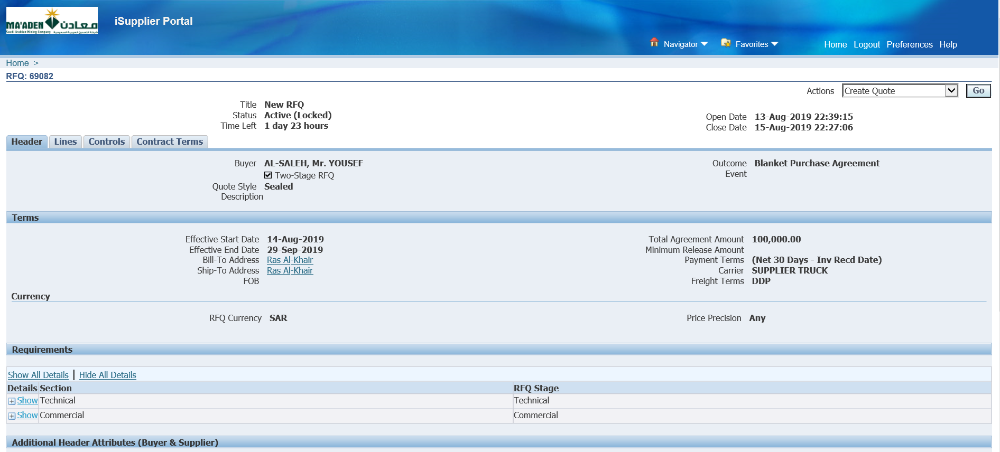 MA'ADEN معادن
Saudi Arabian Mining Company شركة التعدين العربية السعودية
iSupplier Portal
Navigator Favorites Home Logout Preferences Help
Home >
RFQ: 69082
Actions Create Quote Go
Title New RFQ
Status Active (Locked)
Time Left 1 day 23 hours
Open Date 13-Aug-2019 22:39:15
Close Date 15-Aug-2019 22:27:06
Header Lines Controls Contract Terms
Buyer AL-SALEH, Mr. YOUSEF
Two-Stage RFQ
Quote Style Sealed
Description
Outcome Blanket Purchase Agreement
Event
Terms
Effective Start Date 14-Aug-2019
Effective End Date 29-Sep-2019
Bill-To Address Ras Al-Khair
Ship-To Address Ras Al-Khair
FOB
Total Agreement Amount 100,000.00
Minimum Release Amount
Payment Terms (Net 30 Days - Inv Recd Date)
Carrier SUPPLIER TRUCK
Freight Terms DDP
Currency
RFQ Currency SAR
Price Precision Any
Requirements
Show All Details | Hide All Details
Details Section RFQ Stage
Show Technical Technical
Show Commercial Commercial
Additional Header Attributes (Buyer & Supplier)